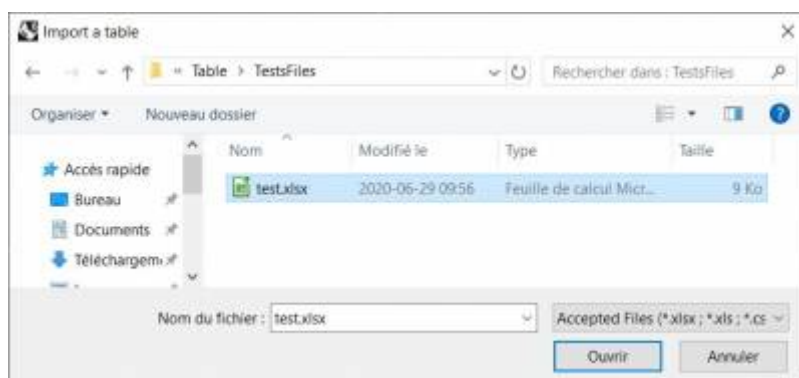 Import a table
« Table > TestsFiles
Rechercher dans : TestsFiles
Organiser
Nouveau dossier
Nom
Modifié le
Type
Taille
Accès rapide
Bureau
Documents
Téléchargem
test.xlsx
2020-06-29 09:56
Feuille de calcul Micr...
9 Ko
Nom du fichier : test.xlsx
Accepted Files (*.xlsx ; *.xls ; *.cs
Ouvrir
Annuler